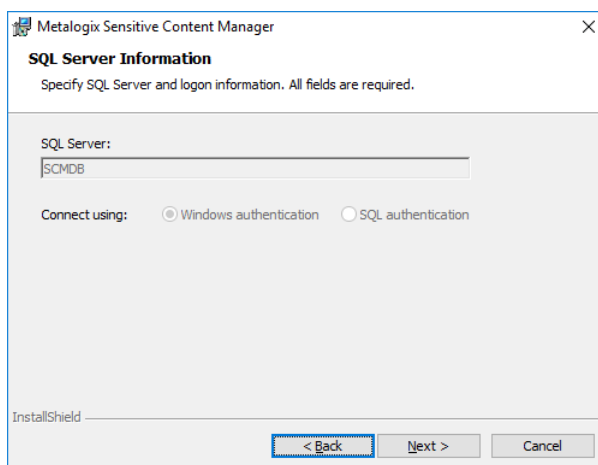 Metalogix Sensitive Content Manager
SQL Server Information
Specify SQL Server and logon information. All fields are required.
SQL Server:
SCMDB
Connect using: Windows authentication SQL authentication
InstallShield
< Back Next > Cancel